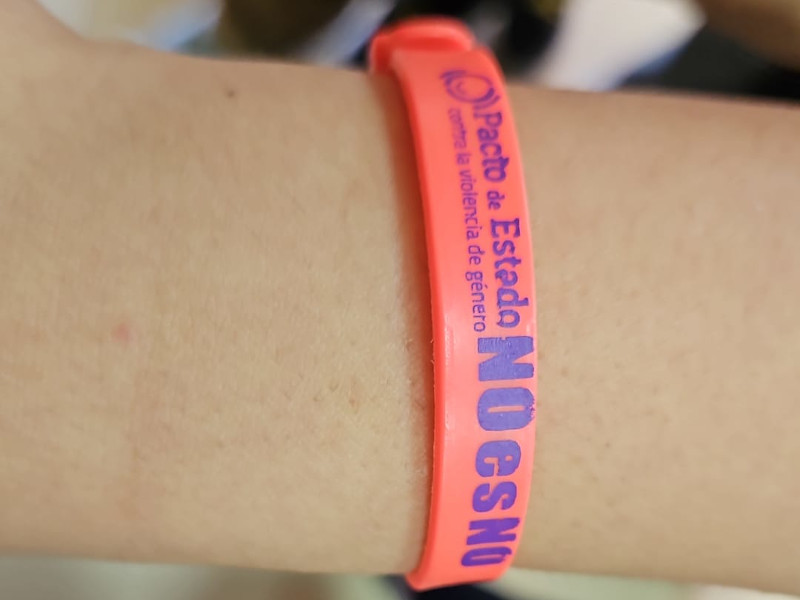 Pacto de Estado
contra la violencia de género
NO es NO